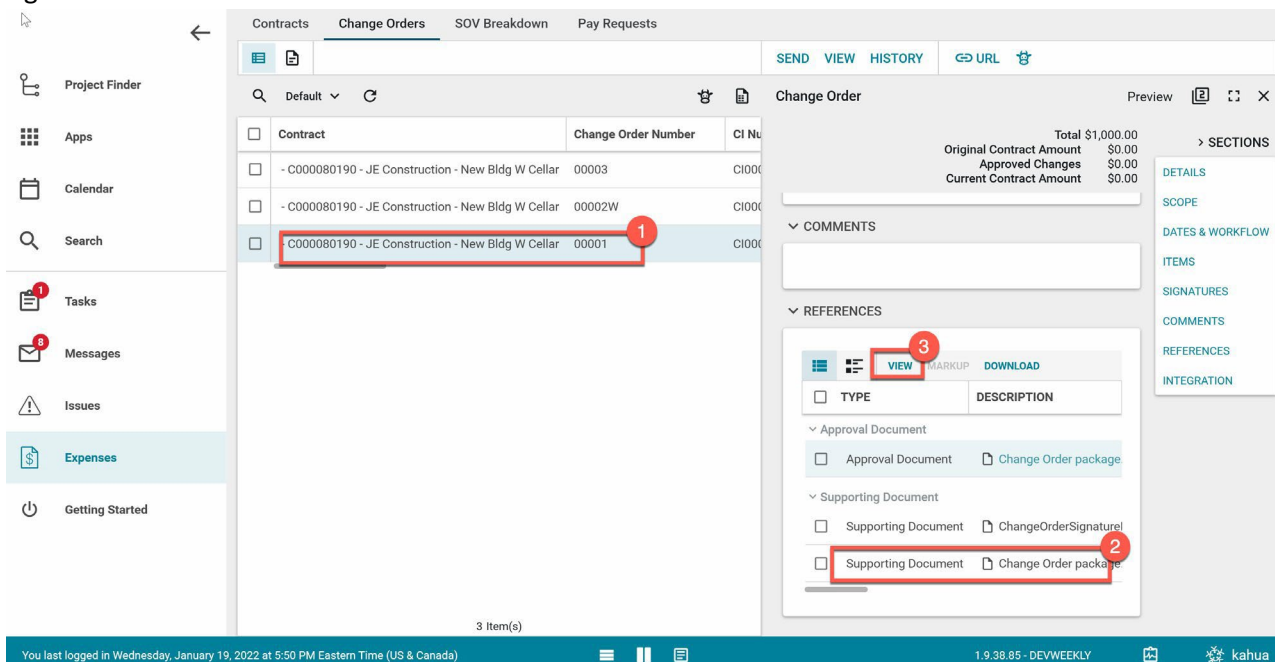 Contracts Change Orders SOV Breakdown Pay Requests
SEND VIEW HISTORY URL
Project Finder
Apps
Calendar
Search
1
Tasks
8
Messages
Issues
Expenses
Getting Started
Default
Contract Change Order Number CI Nu
- C000080190 - JE Construction - New Bldg W Cellar 00003 CI000
- C000080190 - JE Construction - New Bldg W Cellar 00002W CI000
1
- C000080190 - JE Construction - New Bldg W Cellar 00001 CI000
3 Item(s)
Change Order Preview 2
Total $1,000.00
Original Contract Amount $0.00
Approved Changes $0.00
Current Contract Amount $0.00
> SECTIONS
DETAILS
SCOPE
DATES & WORKFLOW
ITEMS
SIGNATURES
COMMENTS
REFERENCES
INTEGRATION
COMMENTS
REFERENCES
3
VIEW MARKUP DOWNLOAD
TYPE DESCRIPTION
Approval Document
Approval Document Change Order package.
Supporting Document
Supporting Document ChangeOrderSignature
2
Supporting Document Change Order package.
You last logged in Wednesday, January 19, 2022 at 5:50 PM Eastern Time (US & Canada) 1.9.38.85 - DEVWEEKLY kahua